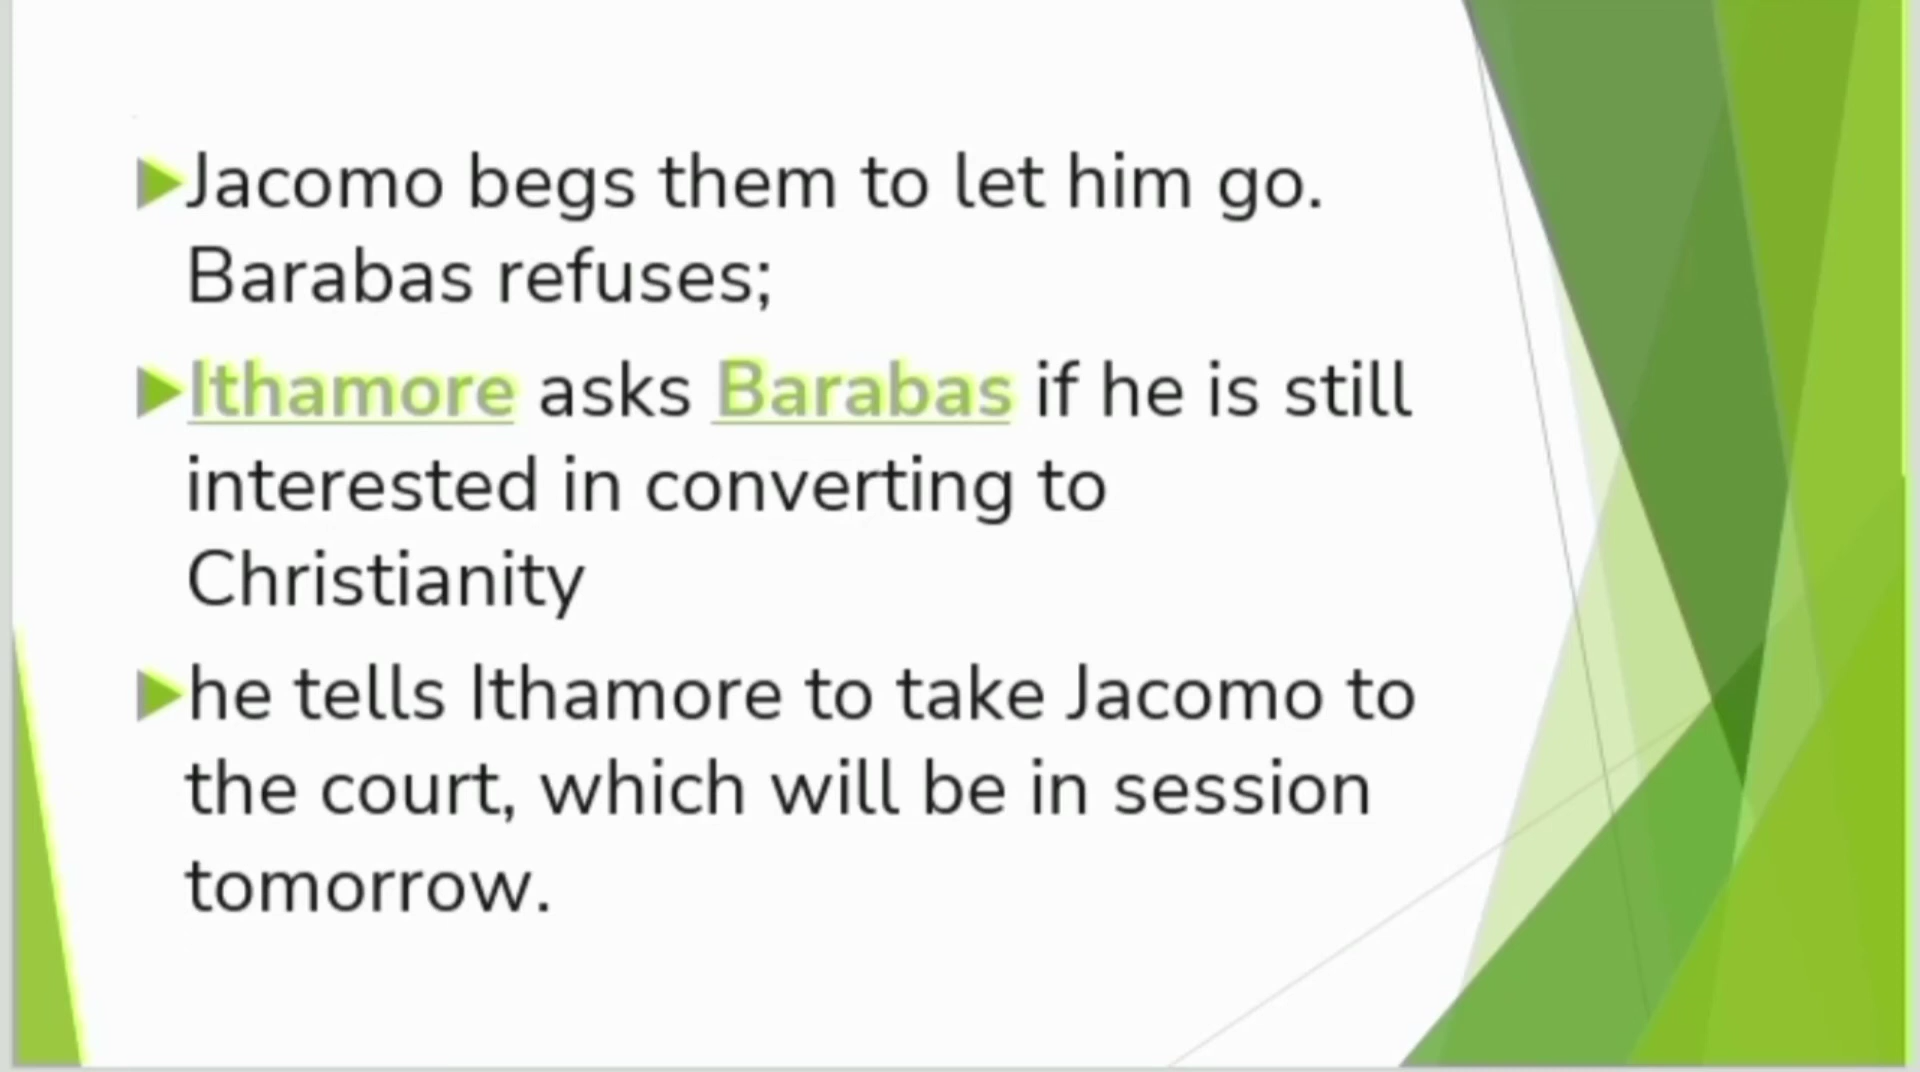 Jacomo begs them to let him go.
Barabas refuses;
Ithamore asks Barabas if he is still
interested in converting to
Christianity
he tells Ithamore to take Jacomo to
the court, which will be in session
tomorrow.